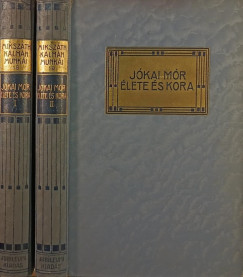 MIKSZÁTH
KÁLMÁN
MUNKÁI
JÓKAI MÓR
ÉLETE ÉS KORA
I.
MIKSZÁTH
KÁLMÁN
MUNKÁI
JÓKAI MÓR
ÉLETE ÉS KORA
II.
JÓKAI MÓR
ÉLETE ÉS KORA